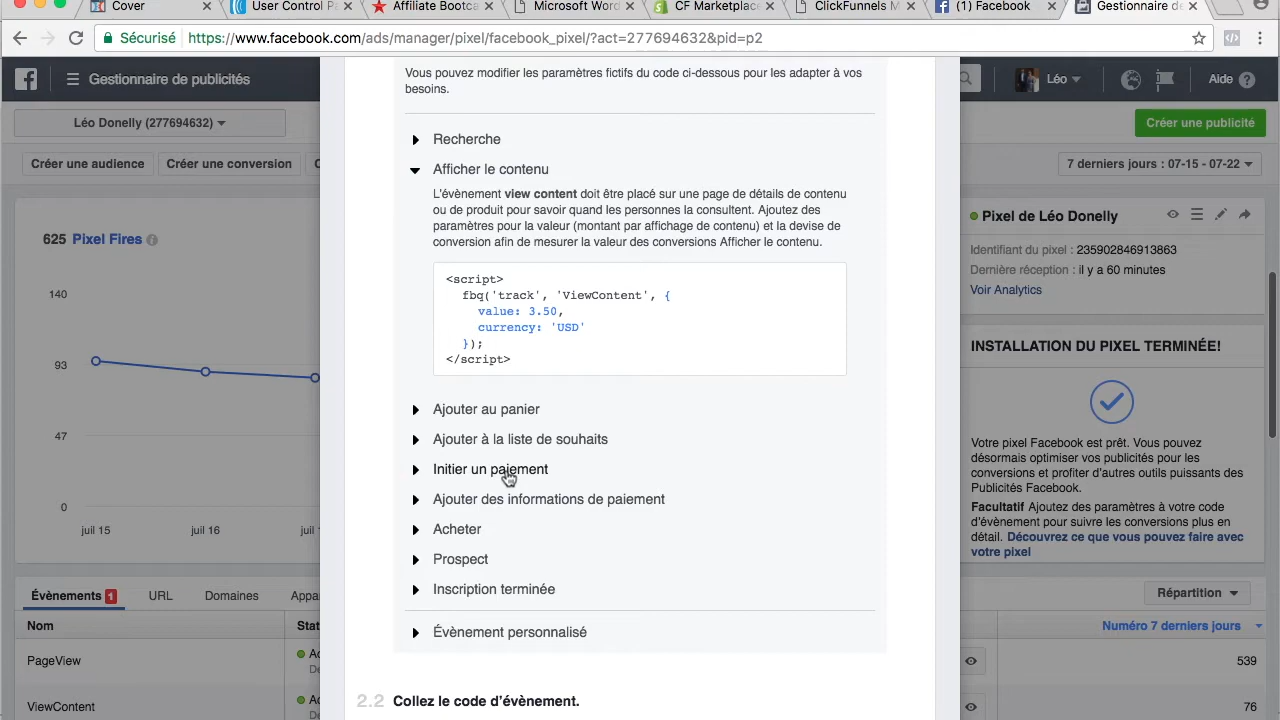 Cover
User Control Pa
Affiliate Bootca
Microsoft Word
CF Marketplace
ClickFunnels M
(1) Facebook
Gestionnaire de
Sécurisé
https://www.facebook.com/ads/manager/pixel/facebook_pixel/?act=277694632&pid=p2
Gestionnaire de publicités
Léo
Aide
Léo Donelly (277694632)
Créer une publicité
Créer une audience
Créer une conversion
7 derniers jours : 07-15 - 07-22
625 Pixel Fires
140
93
47
0
juil 15
juil 16
juil 1
Évènements 1
URL
Domaines
Appa
Nom
Stat
PageView
Ac
De
ViewContent
Ac
Vous pouvez modifier les paramètres fictifs du code ci-dessous pour les adapter à vos
besoins.
Recherche
Afficher le contenu
L'évènement view content doit être placé sur une page de détails de contenu
ou de produit pour savoir quand les personnes la consultent. Ajoutez des
paramètres pour la valeur (montant par affichage de contenu) et la devise de
conversion afin de mesurer la valeur des conversions Afficher le contenu.
<script>
fbq('track', 'ViewContent', {
value: 3.50,
currency: 'USD'
});
</script>
Ajouter au panier
Ajouter à la liste de souhaits
Initier un paiement
Ajouter des informations de paiement
Acheter
Prospect
Inscription terminée
Évènement personnalisé
2.2 Collez le code d'évènement.
Pixel de Léo Donelly
Identifiant du pixel : 235902846913863
Dernière réception : il y a 60 minutes
Voir Analytics
INSTALLATION DU PIXEL TERMINÉE!
Votre pixel Facebook est prêt. Vous pouvez
désormais optimiser vos publicités pour les
conversions et profiter d'autres outils puissants des
Publicités Facebook.
Facultatif Ajoutez des paramètres à votre code
d'évènement pour suivre les conversions plus en
détail. Découvrez ce que vous pouvez faire avec
votre pixel
Répartition
Numéro 7 derniers jours
539
76